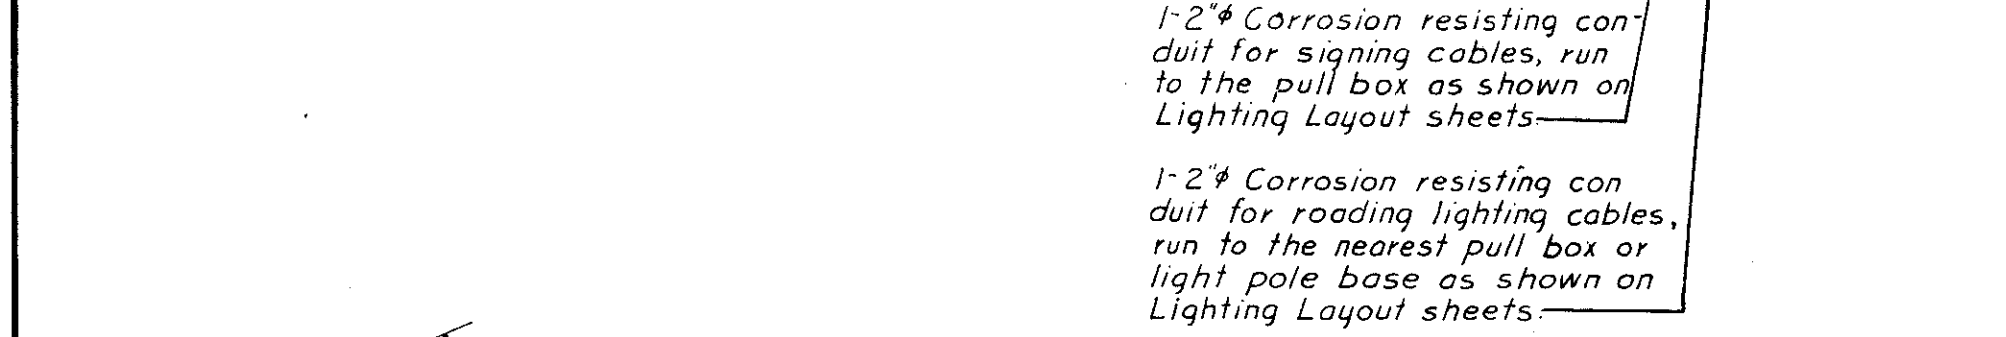 1-2"ϕ Corrosion resisting con-
duit for signing cables, run
to the pull box as shown on
Lighting Layout sheets.
1-2"ϕ Corrosion resisting con
duit for roading lighting cables,
run to the nearest pull box or
light pole base as shown on
Lighting Layout sheets.